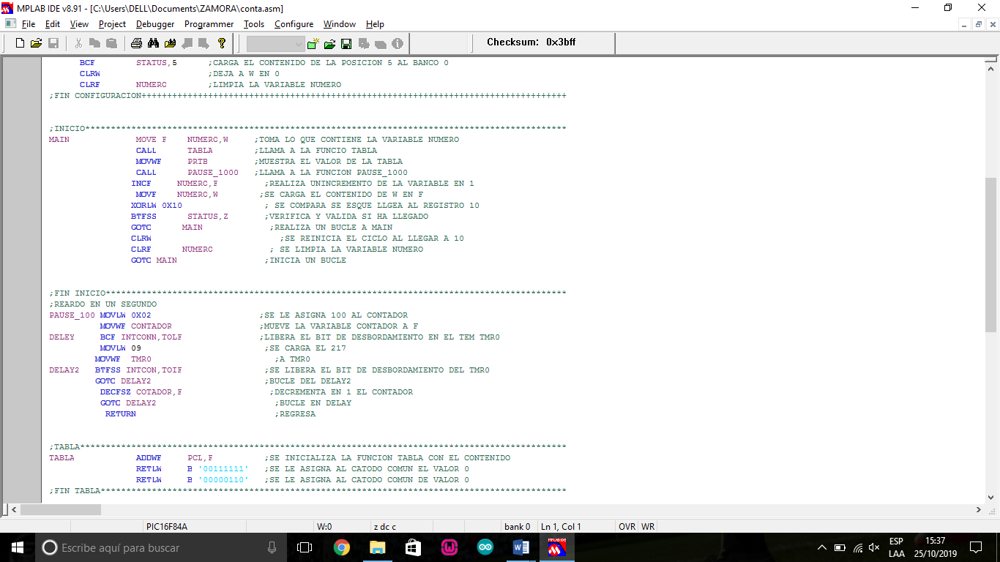 MPLAB IDE v8.91 - [C:\Users\DELL\Documents\ZAMORA\conta.asm]
File Edit View Project Debugger Programmer Tools Configure Window Help
Checksum: 0x3bff
BCF STATUS,5 ;CARGA EL CONTENIDO DE LA POSICION 5 AL BANCO 0
CLRW ;DEJA A W EN 0
CLRF NUMERO ;LIMPIA LA VARIABLE NUMERO
;FIN CONFIGURACION+++++++++++++++++++++++++++++++++++++++++++++++++++++++++++++++++++++++++++++++++++
;INICIO**********************************************************************************************
MAIN MOVE F NUMERO,W ;TOMA LO QUE CONTIENE LA VARIABLE NUMERO
CALL TABLA ;LLAMA A LA FUNCIO TABLA
MOVWF PRTB ;MUESTRA EL VALOR DE LA TABLA
CALL PAUSE_1000 ;LLAMA A LA FUNCION PAUSE_1000
INCF NUMERO,F ;REALIZA UNINCREMENTO DE LA VARIABLE EN 1
MOVF NUMERO,W ;SE CARGA EL CONTENIDO DE W EN F
XORLW 0X10 ; SE COMPARA SE ESQUE LLGEA AL REGISTRO 10
BTFSS STATUS,Z ;VERIFICA Y VALIDA SI HA LLEGADO
GOTO MAIN ;REALIZA UN BUCLE A MAIN
CLRW ;SE REINICIA EL CICLO AL LLEGAR A 10
CLRF NUMERO ; SE LIMPIA LA VARIABLE NUMERO
GOTO MAIN ;INICIA UN BUCLE
;FIN INICIO******************************************************************************************
;REARDO EN UN SEGUNDO
PAUSE_100 MOVLW 0X02 ;SE LE ASIGNA 100 AL CONTADOR
MOVWF CONTADOR ;MUEVE LA VARIABLE CONTADOR A F
DELEY BCF INTCONN,TOLF ;LIBERA EL BIT DE DESBORDAMIENTO EN EL TEM TMR0
MOVLW 09 ;SE CARGA EL 217
MOVWF TMR0 ;A TMR0
DELAY2 BTFSS INTCON,TOIF ;SE LIBERA EL BIT DE DESBORDAMIENTO DEL TMR0
GOTO DELAY2 ;BUCLE DEL DELAY2
DECFSZ COTADOR,F ;DECREMENTA EN 1 EL CONTADOR
GOTO DELAY2 ;BUCLE EN DELAY
RETURN ;REGRESA
;TABLA***********************************************************************************************
TABLA ADDWF PCL,F ;SE INICIALIZA LA FUNCION TABLA CON EL CONTENIDO
RETLW B '00111111' ;SE LE ASIGNA AL CATODO COMUN EL VALOR 0
RETLW B '00000110' ;SE LE ASIGNA AL CATODO COMUN DE VALOR 0
;FIN TABLA*******************************************************************************************
PIC16F84A W:0 z dc c bank 0 Ln 1, Col 1 OVR WR
Escribe aquí para buscar
ESP 15:37
LAA 25/10/2019